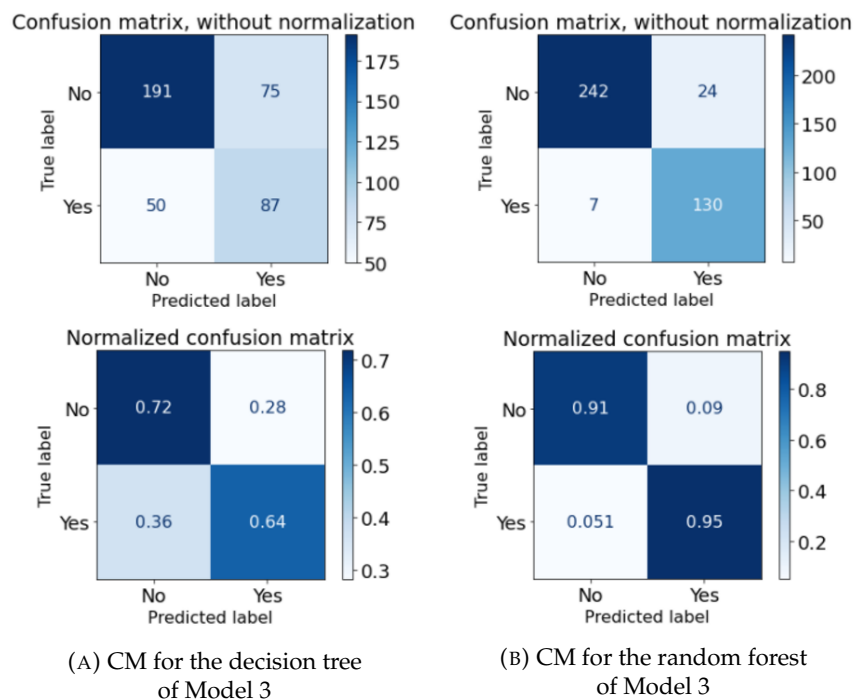 Confusion matrix, without normalization
No
191
75
True label
Yes
50
87
No
Yes
Predicted label
175
150
125
100
75
50
Confusion matrix, without normalization
No
242
24
True label
Yes
7
130
No
Yes
Predicted label
200
150
100
50
Normalized confusion matrix
No
0.72
0.28
True label
Yes
0.36
0.64
No
Yes
Predicted label
0.7
0.6
0.5
0.4
0.3
Normalized confusion matrix
No
0.91
0.09
True label
Yes
0.051
0.95
No
Yes
Predicted label
0.8
0.6
0.4
0.2
(A) CM for the decision tree
of Model 3
(B) CM for the random forest
of Model 3